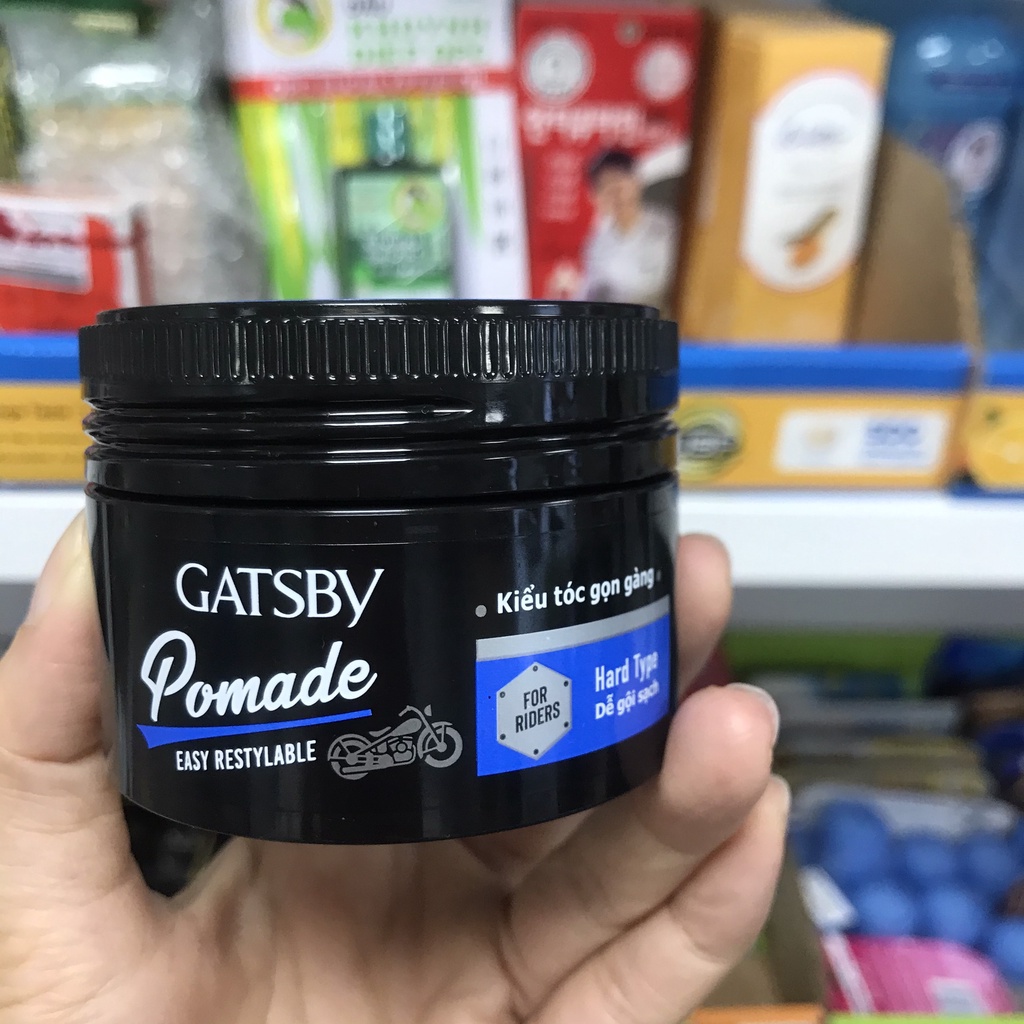 GATSBY
Pomade
EASY RESTYLABLE
Kiểu tóc gọn gàng
FOR
RIDERS
Hard Type
Dễ gội sạch